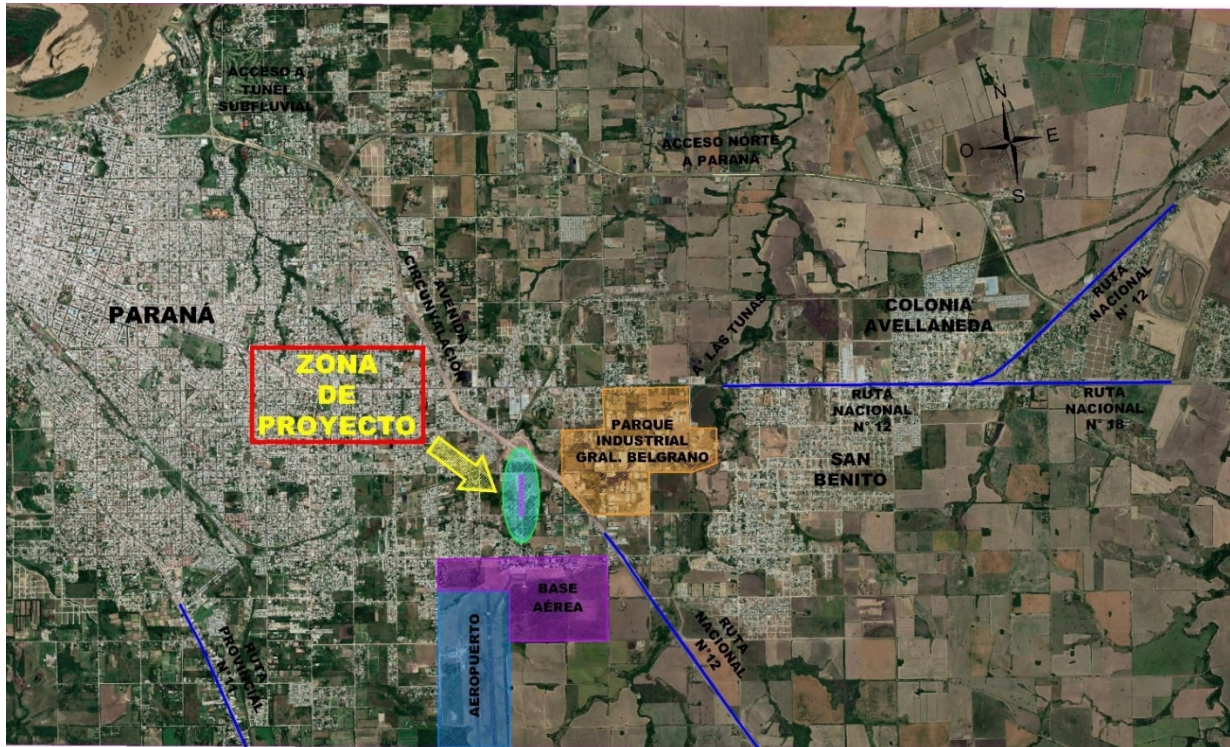 ACCESO A
TUNEL
SUBFLUVIAL
ACCESO NORTE
A PARANÁ
N
O
E
S
PARANÁ
AVENIDA
CIRCUNVALACIÓN
Aº LAS TUNAS
COLONIA
AVELLANEDA
RUTA
NACIONAL
N° 12
ZONA
DE
PROYECTO
RUTA
NACIONAL
N° 12
RUTA
NACIONAL
N° 18
PARQUE
INDUSTRIAL
GRAL. BELGRANO
SAN
BENITO
BASE
AÉREA
AEROPUERTO
RUTA
NACIONAL
N°12
RUTA
PROVINCIAL
N° 11